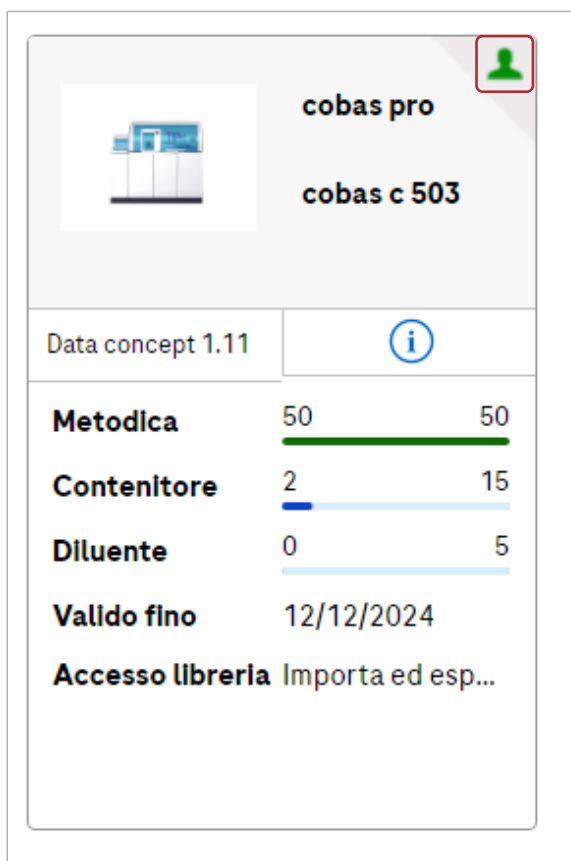 cobas pro
cobas c 503
Data concept 1.11
i
Metodica 50 50
Contenitore 2 15
Diluente 0 5
Valido fino 12/12/2024
Accesso libreria Importa ed esp...